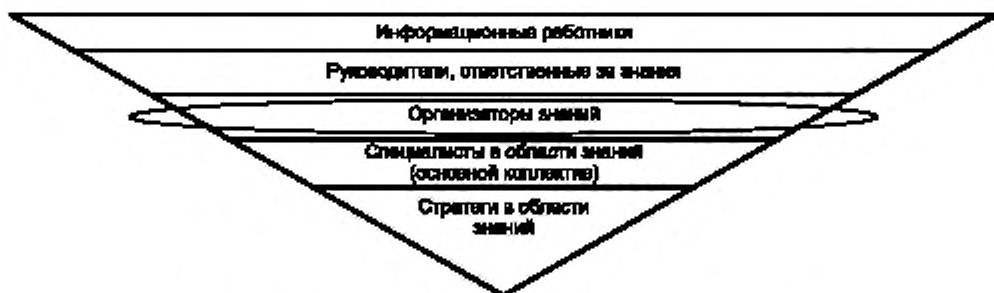 Информационные работники
Руководители, ответственные за знания
Организаторы знаний
Специалисты в области знаний
(основной коллектив)
Стратеги в области
знаний